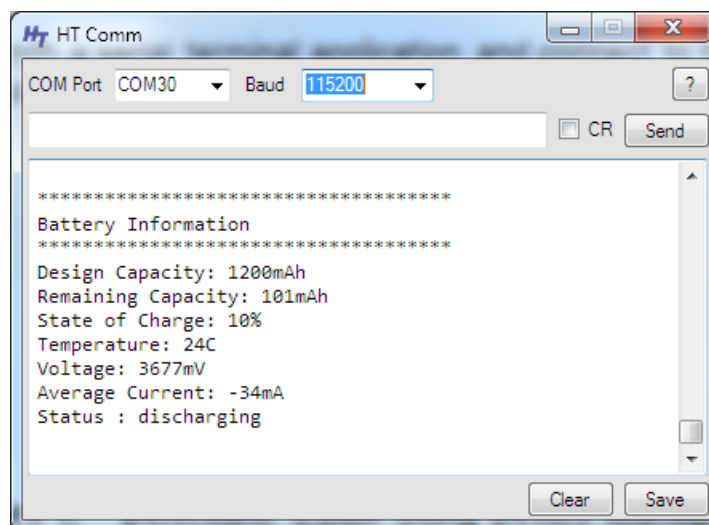 HT HT Comm
COM Port COM30 Baud 115200 ?
CR Send
*************************************
Battery Information
*************************************
Design Capacity: 1200mAh
Remaining Capacity: 101mAh
State of Charge: 10%
Temperature: 24C
Voltage: 3677mV
Average Current: -34mA
Status : discharging
Clear Save